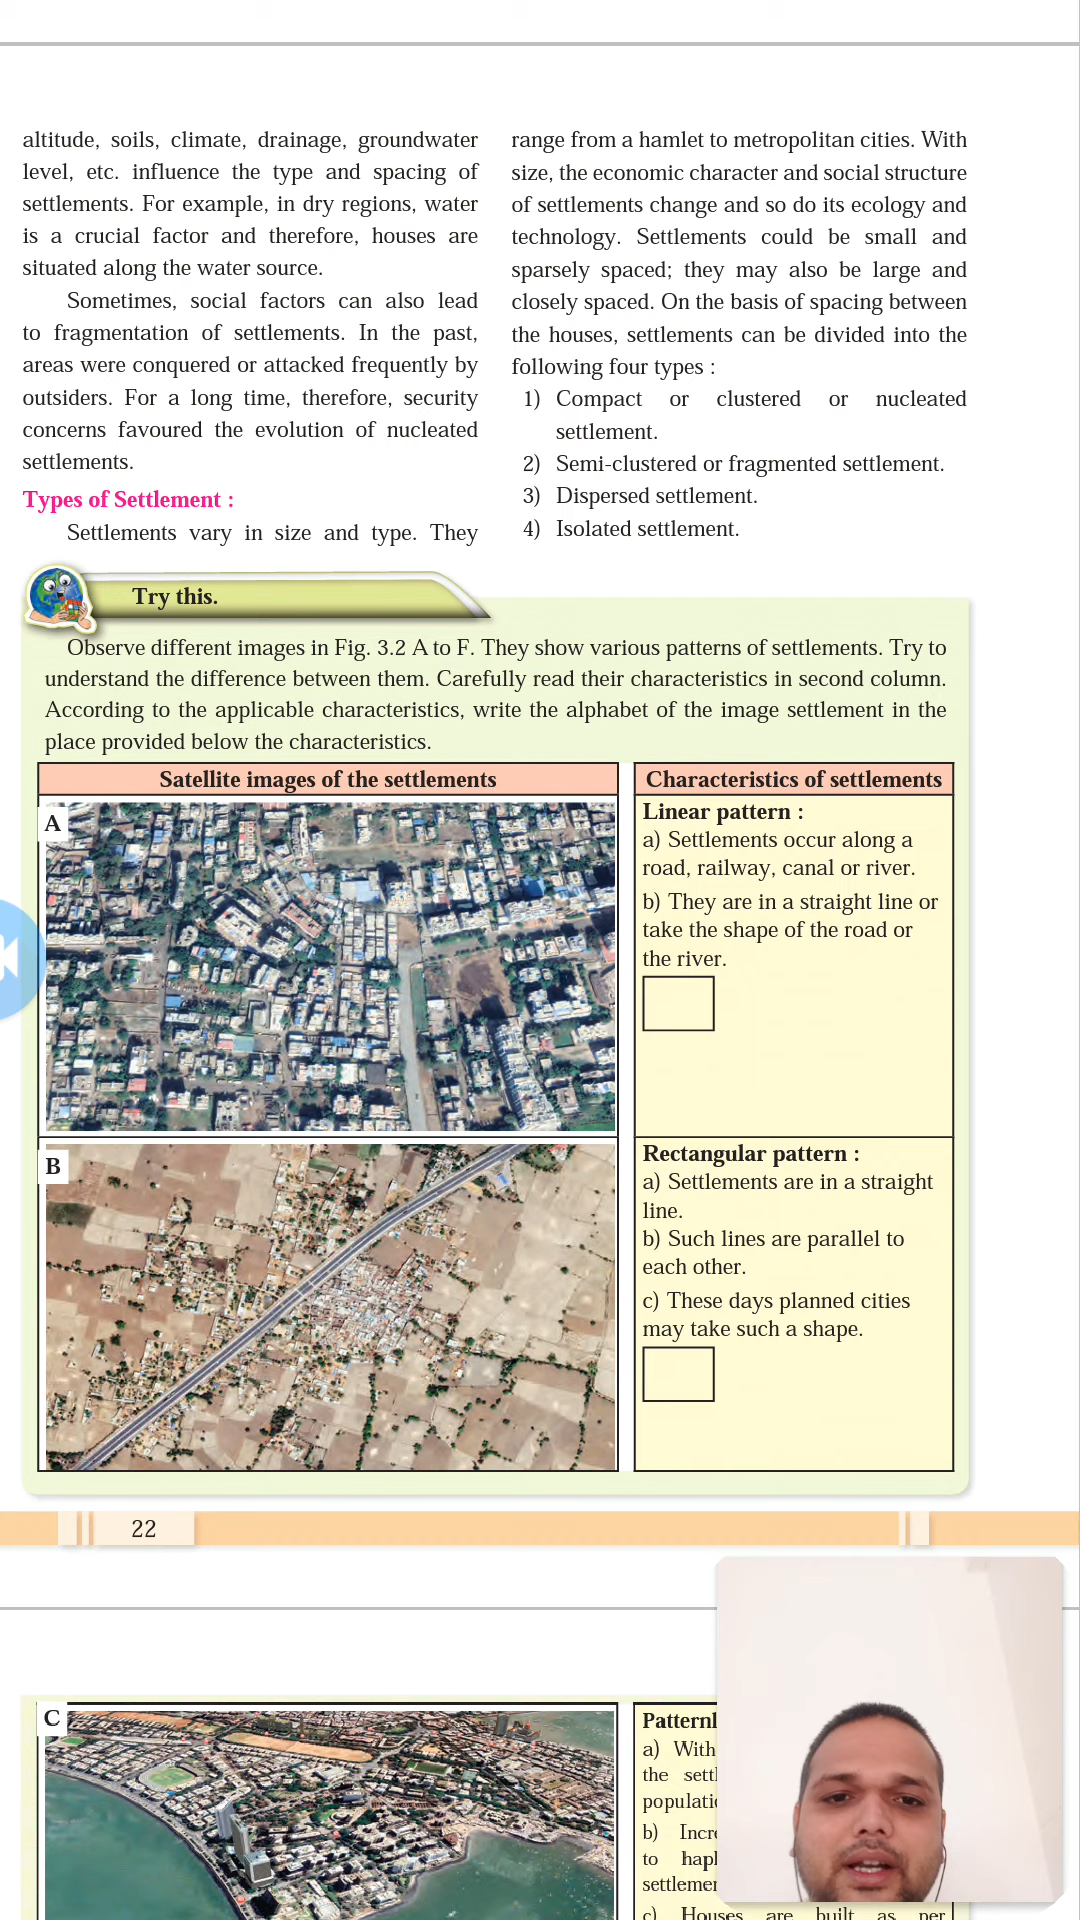 altitude, soils, climate, drainage, groundwater
level, etc. influence the type and spacing of
settlements. For example, in dry regions, water
is a crucial factor and therefore, houses are
situated along the water source.
Sometimes, social factors can also lead
to fragmentation of settlements. In the past,
areas were conquered or attacked frequently by
outsiders. For a long time, therefore, security
concerns favoured the evolution of nucleated
settlements.
Types of Settlement :
Settlements vary in size and type. They
range from a hamlet to metropolitan cities. With
size, the economic character and social structure
of settlements change and so do its ecology and
technology. Settlements could be small and
sparsely spaced; they may also be large and
closely spaced. On the basis of spacing between
the houses, settlements can be divided into the
following four types :
1) Compact or clustered or nucleated
settlement.
2) Semi-clustered or fragmented settlement.
3) Dispersed settlement.
4) Isolated settlement.
Try this.
Observe different images in Fig. 3.2 A to F. They show various patterns of settlements. Try to
understand the difference between them. Carefully read their characteristics in second column.
According to the applicable characteristics, write the alphabet of the image settlement in the
place provided below the characteristics.
Satellite images of the settlements
Characteristics of settlements
A
Linear pattern :
a) Settlements occur along a
road, railway, canal or river.
b) They are in a straight line or
take the shape of the road or
the river.
B
Rectangular pattern :
a) Settlements are in a straight
line.
b) Such lines are parallel to
each other.
c) These days planned cities
may take such a shape.
22
C
a) With
the
b)
to
c) Houses are built as per